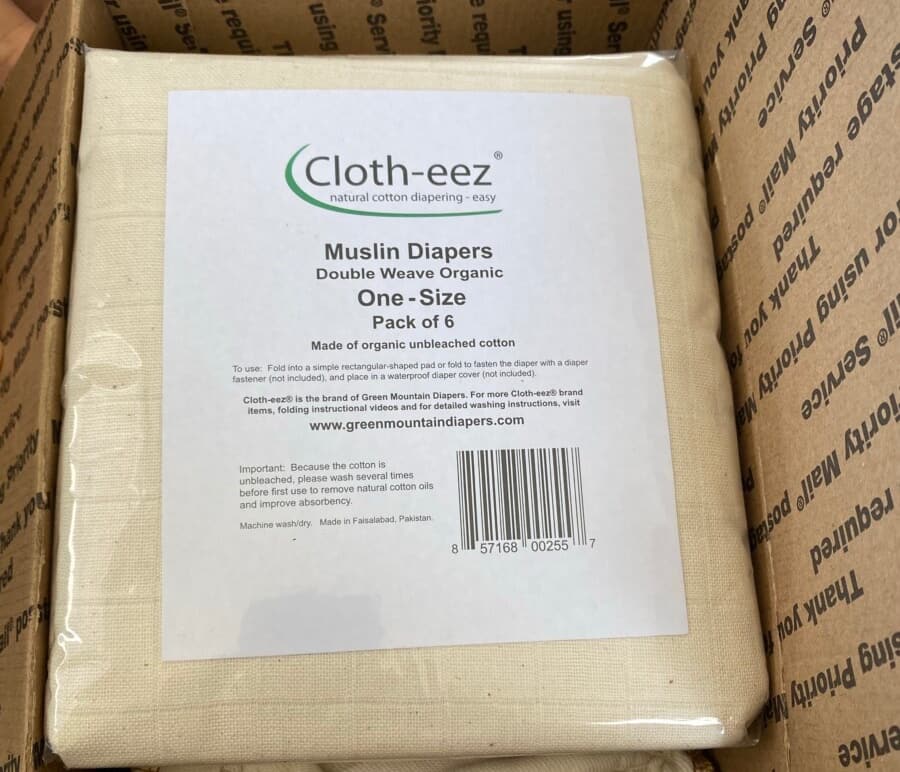 Cloth-eez®
natural cotton diapering - easy
Muslin Diapers
Double Weave Organic
One - Size
Pack of 6
Made of organic unbleached cotton
To use: Fold into a simple rectangular-shaped pad or fold to fasten the diaper with a diaper
fastener (not included), and place in a waterproof diaper cover (not included).
Cloth-eez® is the brand of Green Mountain Diapers. For more Cloth-eez® brand
items, folding instructional videos and for detailed washing instructions, visit
www.greenmountaindiapers.com
Important: Because the cotton is
unbleached, please wash several times
before first use to remove natural cotton oils
and improve absorbency.
Machine wash/dry. Made in Faisalabad, Pakistan.
8 57168 00255 7
stage required
Thank you for using Priority Mail® Service
Priority Mail® postage required
Thank you for using Priority Mail® Service